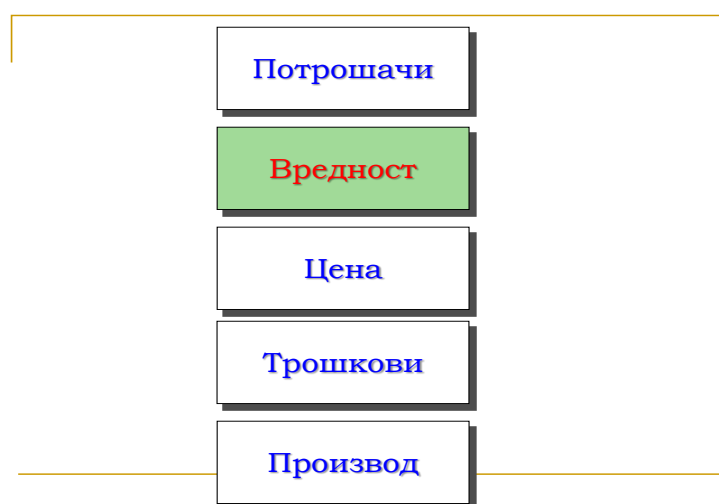 Потрошачи
Вредност
Цена
Трошкови
Производ